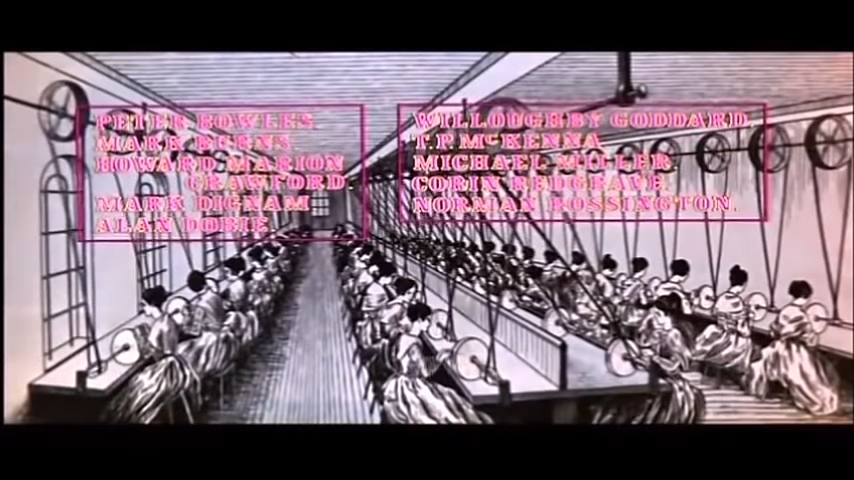 PETER BOWLES
MARK BURNS
HOWARD MARION
CRAWFORD
MARK DIGNAM
ALAN DOBIE
WILLOUGHBY GODDARD
T.P. McKENNA
MICHAEL MILLER
CORIN REDGRAVE
NORMAN ROSSINGTON